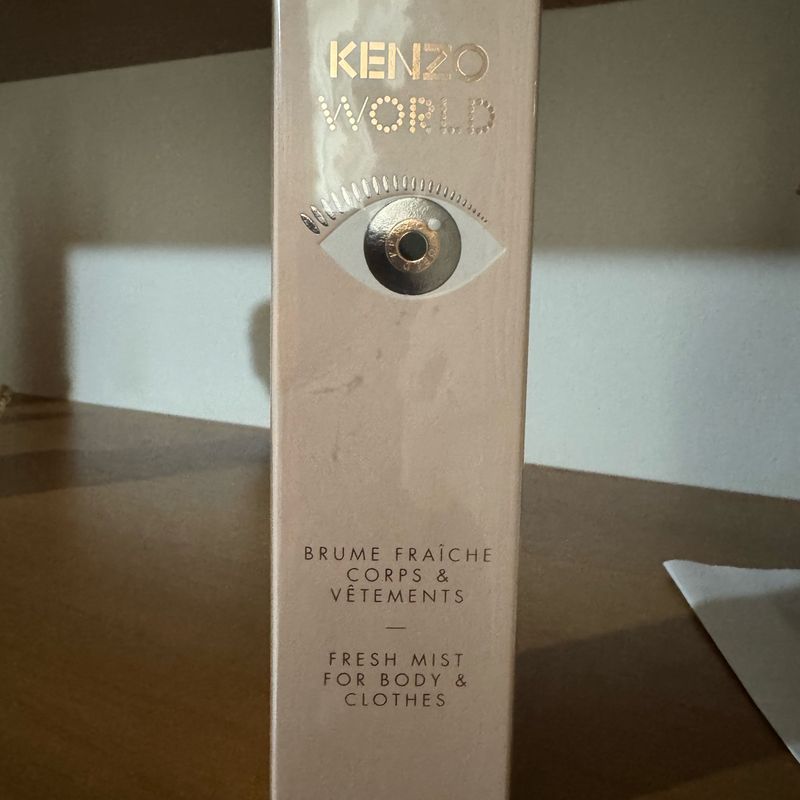 KENZO
WORLD
BRUME FRAÎCHE
CORPS &
VÊTEMENTS
—
FRESH MIST
FOR BODY &
CLOTHES